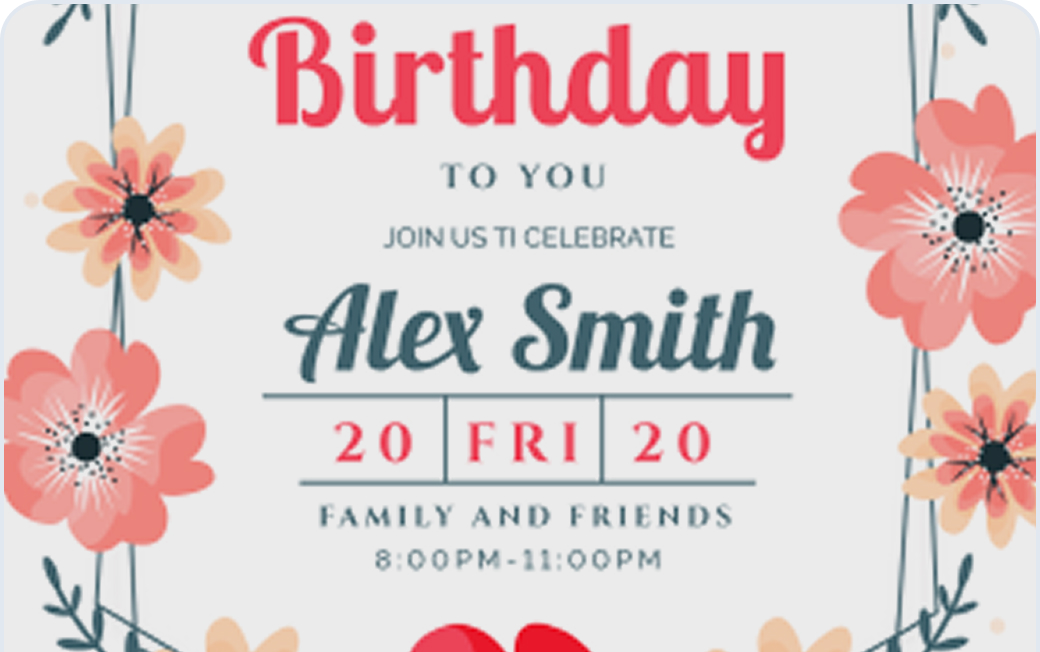 Birthday
TO YOU
JOIN US TI CELEBRATE
Alex Smith
20 FRI 20
FAMILY AND FRIENDS
8:00PM-11:00PM